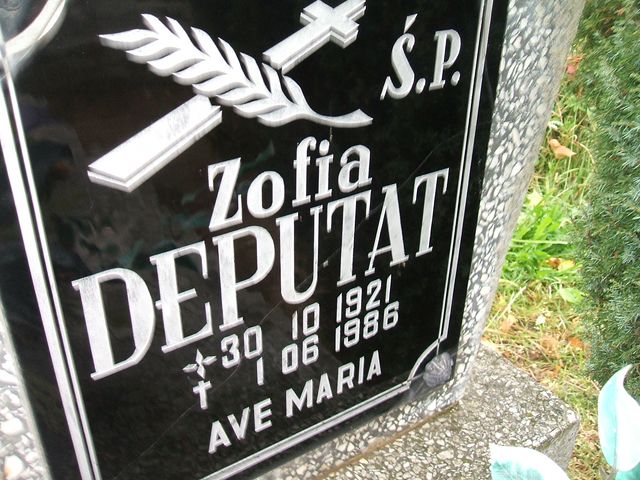 Ś.P.
Zofia
DEPUTAT
30 10 1921
1 06 1986
AVE MARIA